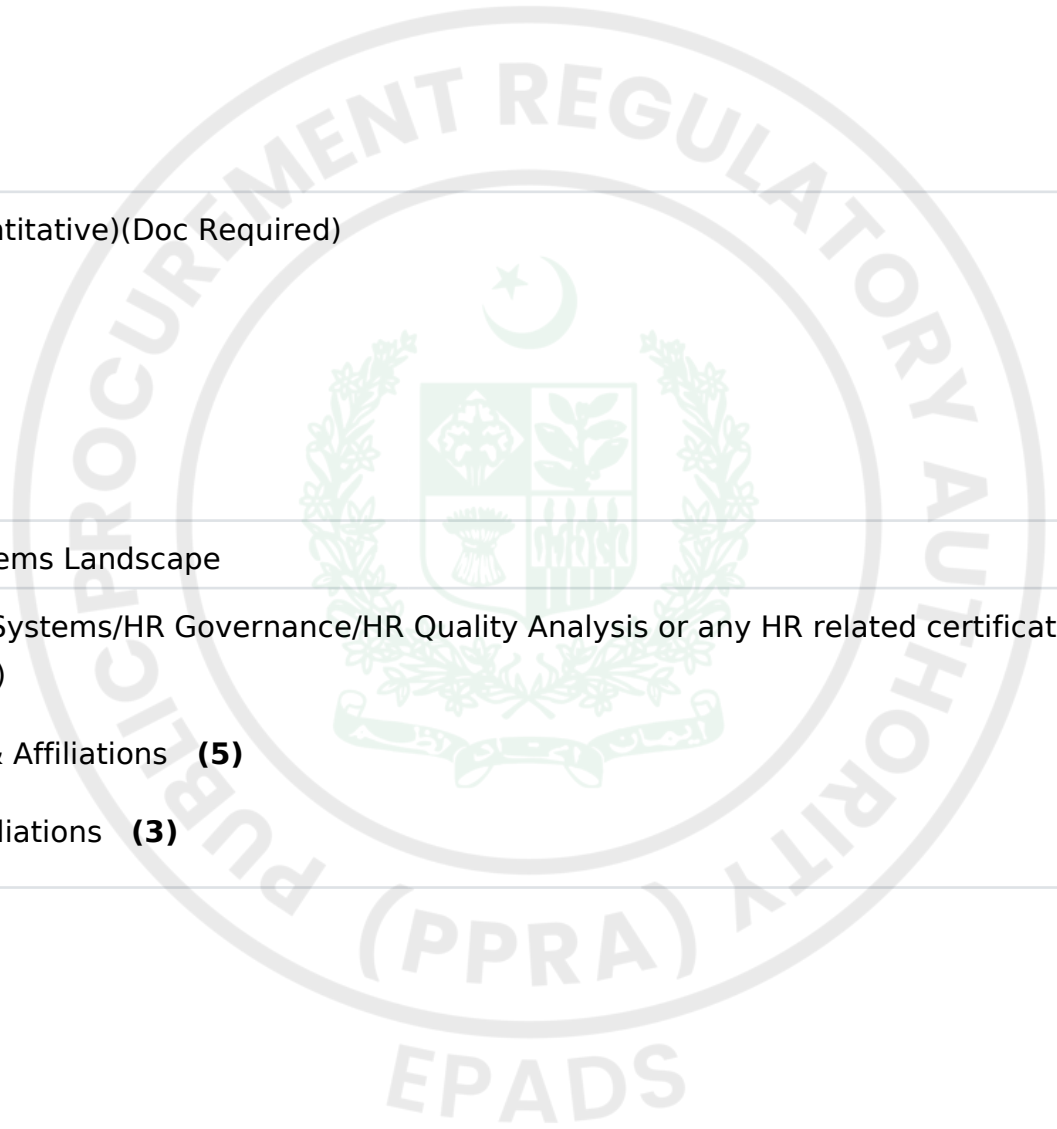 ntitative)(Doc Required)
ems Landscape
Systems/HR Governance/HR Quality Analysis or any HR related certificat
)
& Affiliations (5)
liations (3)
PUBLIC PROCUREMENT REGULATORY AUTHORITY
(PPRA)
EPADS